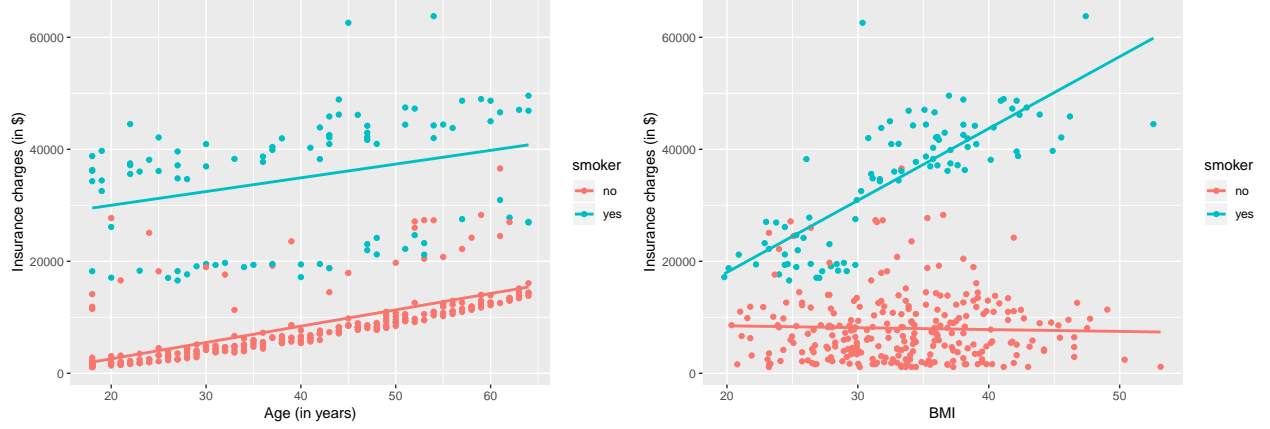 60000
40000
20000
0
Insurance charges (in $)
20
30
40
50
60
Age (in years)
smoker
no
yes
60000
40000
20000
0
Insurance charges (in $)
20
30
40
50
BMI
smoker
no
yes